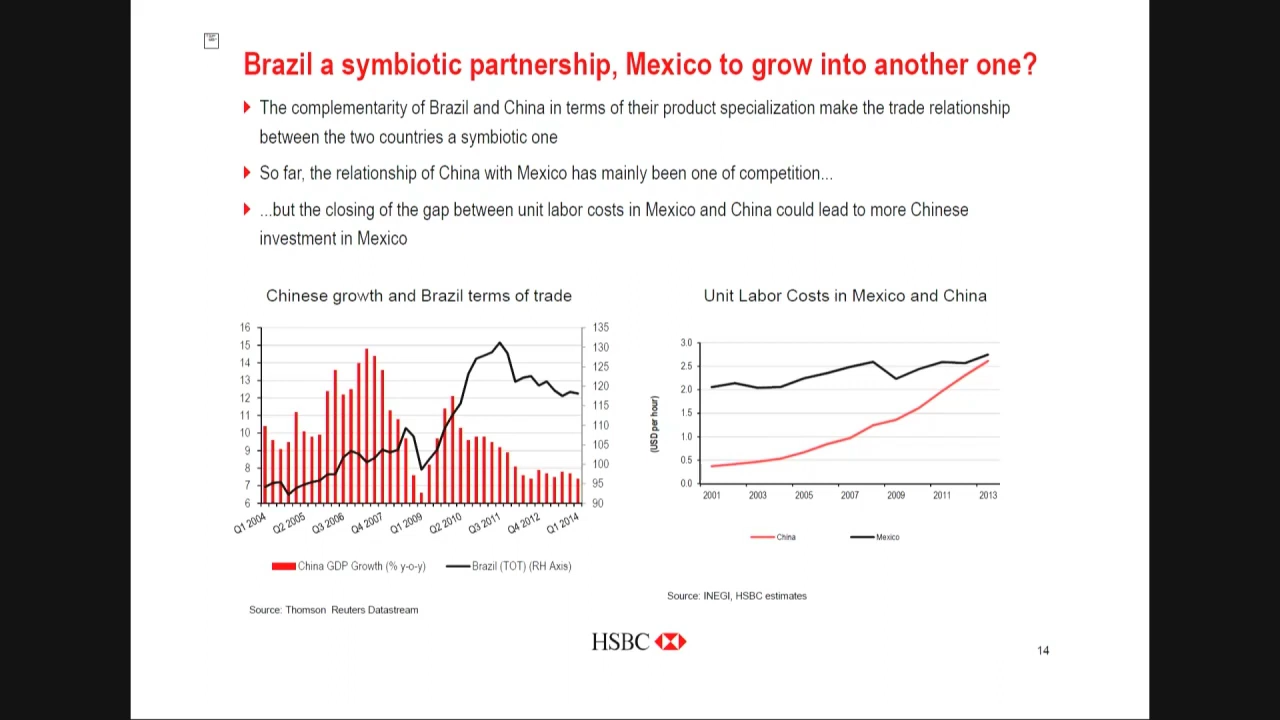 Brazil a symbiotic partnership, Mexico to grow into another one?
The complementarity of Brazil and China in terms of their product specialization make the trade relationship
between the two countries a symbiotic one
So far, the relationship of China with Mexico has mainly been one of competition...
...but the closing of the gap between unit labor costs in Mexico and China could lead to more Chinese
investment in Mexico
Chinese growth and Brazil terms of trade
16
15
14
13
12
11
10
9
8
7
6
135
130
125
120
115
110
105
100
95
90
Q1 2004
Q2 2005
Q3 2006
Q4 2007
Q1 2009
Q2 2010
Q3 2011
Q4 2012
Q1 2014
China GDP Growth (% y-o-y)
Brazil (TOT) (RH Axis)
Source: Thomson Reuters Datastream
Unit Labor Costs in Mexico and China
(USD per hour)
3.0
2.5
2.0
1.5
1.0
0.5
0.0
2001
2003
2005
2007
2009
2011
2013
China
Mexico
Source: INEGI, HSBC estimates
HSBC
14